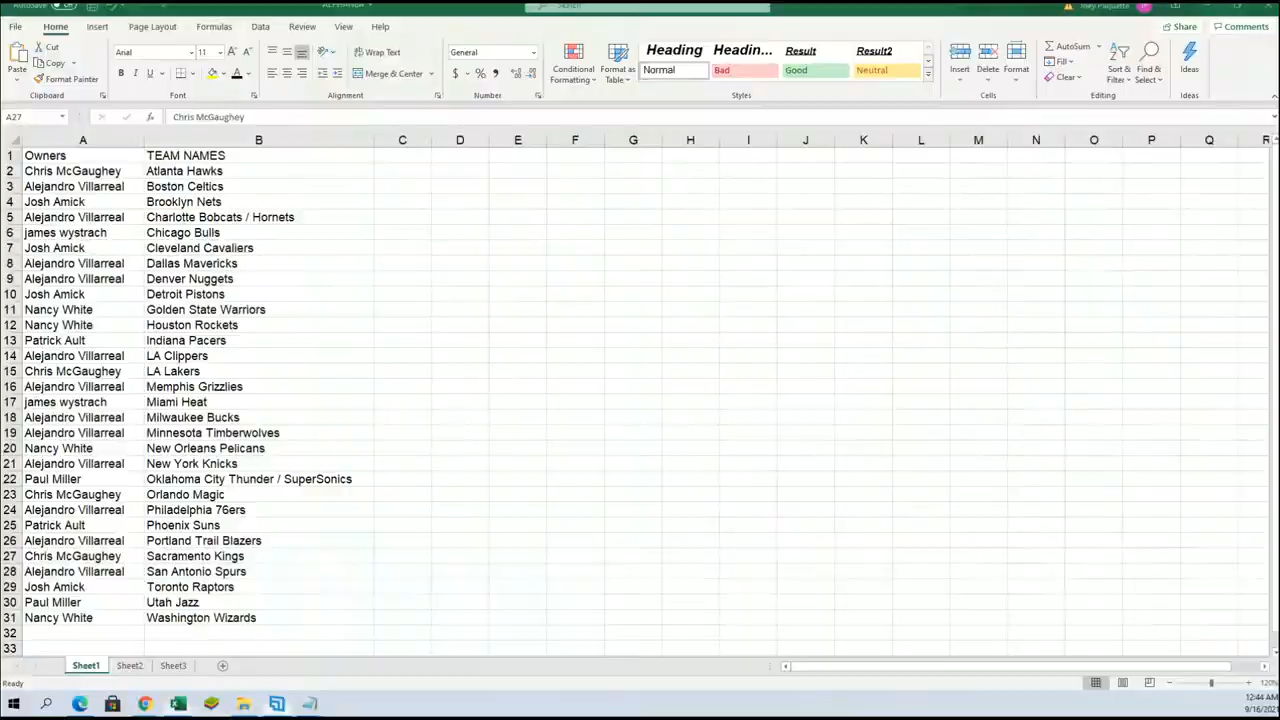 AutoSave
Search
Joey Paquette
File Home Insert Page Layout Formulas Data Review View Help Share Comments
Paste Cut Copy Format Painter Clipboard
Arial 11 B I U Font
Wrap Text Merge & Center Alignment
General $ % Number
Conditional Formatting Format as Table
Heading Headin... Result Result2
Normal Bad Good Neutral
Styles
Insert Delete Format Cells
AutoSum Fill Clear Sort & Filter Find & Select Editing
Ideas Ideas
A27 fx Chris McGaughey
A B C D E F G H I J K L M N O P Q R
1 Owners TEAM NAMES
2 Chris McGaughey Atlanta Hawks
3 Alejandro Villarreal Boston Celtics
4 Josh Amick Brooklyn Nets
5 Alejandro Villarreal Charlotte Bobcats / Hornets
6 james wystrach Chicago Bulls
7 Josh Amick Cleveland Cavaliers
8 Alejandro Villarreal Dallas Mavericks
9 Alejandro Villarreal Denver Nuggets
10 Josh Amick Detroit Pistons
11 Nancy White Golden State Warriors
12 Nancy White Houston Rockets
13 Patrick Ault Indiana Pacers
14 Alejandro Villarreal LA Clippers
15 Chris McGaughey LA Lakers
16 Alejandro Villarreal Memphis Grizzlies
17 james wystrach Miami Heat
18 Alejandro Villarreal Milwaukee Bucks
19 Alejandro Villarreal Minnesota Timberwolves
20 Nancy White New Orleans Pelicans
21 Alejandro Villarreal New York Knicks
22 Paul Miller Oklahoma City Thunder / SuperSonics
23 Chris McGaughey Orlando Magic
24 Alejandro Villarreal Philadelphia 76ers
25 Patrick Ault Phoenix Suns
26 Alejandro Villarreal Portland Trail Blazers
27 Chris McGaughey Sacramento Kings
28 Alejandro Villarreal San Antonio Spurs
29 Josh Amick Toronto Raptors
30 Paul Miller Utah Jazz
31 Nancy White Washington Wizards
32
33
Sheet1 Sheet2 Sheet3
Ready 120%
12:44 AM